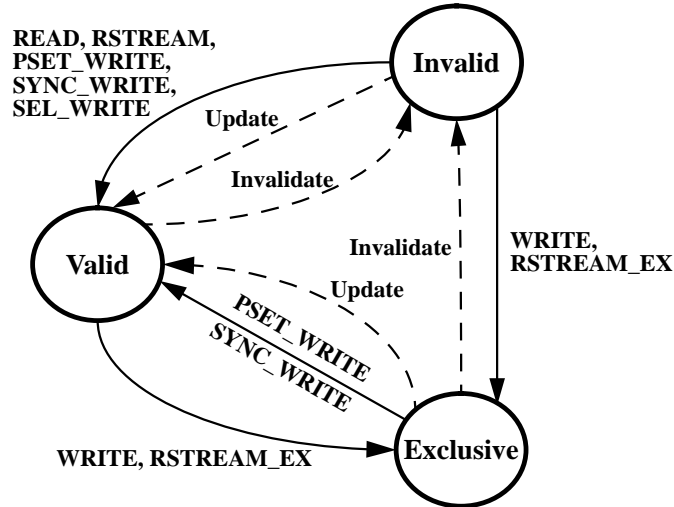 READ, RSTREAM,
PSET_WRITE,
SYNC_WRITE,
SEL_WRITE
Invalid
Update
Invalidate
Valid
Invalidate
WRITE,
RSTREAM_EX
Update
PSET_WRITE
SYNC_WRITE
WRITE, RSTREAM_EX
Exclusive